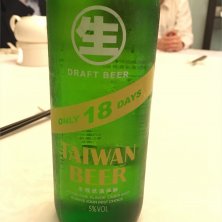 生
DRAFT BEER
ONLY 18 DAYS
TAIWAN
BEER
5%VOL